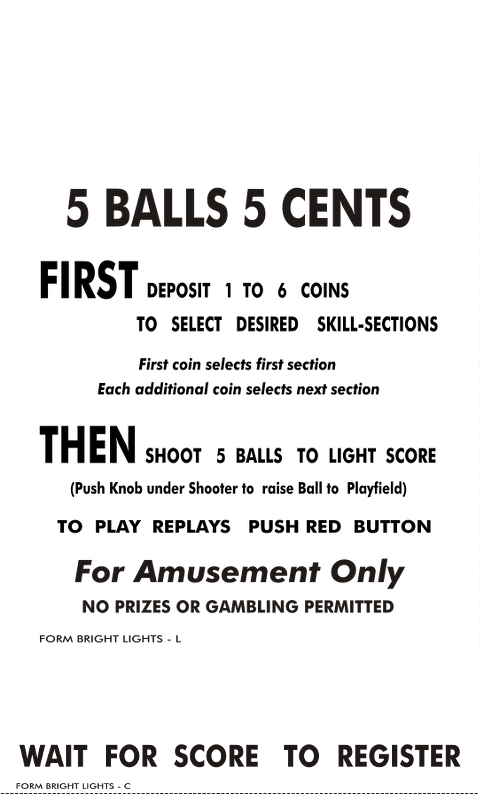 5 BALLS 5 CENTS
FIRST DEPOSIT 1 TO 6 COINS
TO SELECT DESIRED SKILL-SECTIONS
First coin selects first section
Each additional coin selects next section
THEN SHOOT 5 BALLS TO LIGHT SCORE
(Push Knob under Shooter to raise Ball to Playfield)
TO PLAY REPLAYS PUSH RED BUTTON
For Amusement Only
NO PRIZES OR GAMBLING PERMITTED
FORM BRIGHT LIGHTS - L
WAIT FOR SCORE TO REGISTER
FORM BRIGHT LIGHTS - C